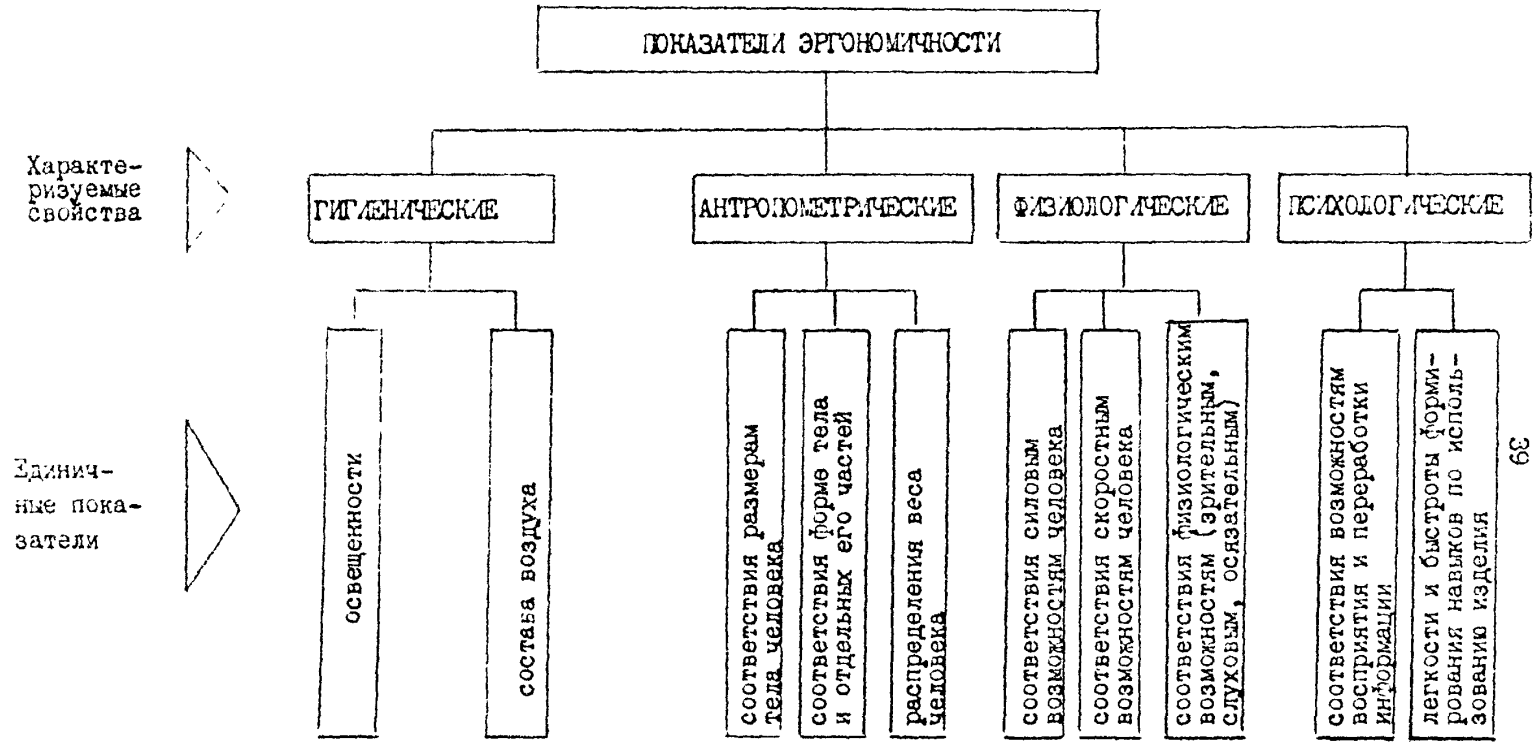 ПОКАЗАТЕЛИ ЭРГОНОМИЧНОСТИ
Характе-
ризуемые
свойства
ГИГИЕНИЧЕСКИЕ
АНТРОПОМЕТРИЧЕСКИЕ
ФИЗИОЛОГИЧЕСКИЕ
ПСИХОЛОГИЧЕСКИЕ
Единич-
ные пока-
затели
освещенности
состава воздуха
соответствия размерам
тела человека
соответствия форме тела
и отдельных его частей
распределения веса
человека
соответствия силовым
возможностям человека
соответствия скоростным
возможностям человека
соответствия физиологическим
возможностям (зрительным,
слуховым, осязательным)
соответствия возможностям
восприятия и переработки
информации
легкости и быстроты форми-
рования навыков по исполь-
зованию изделия
39